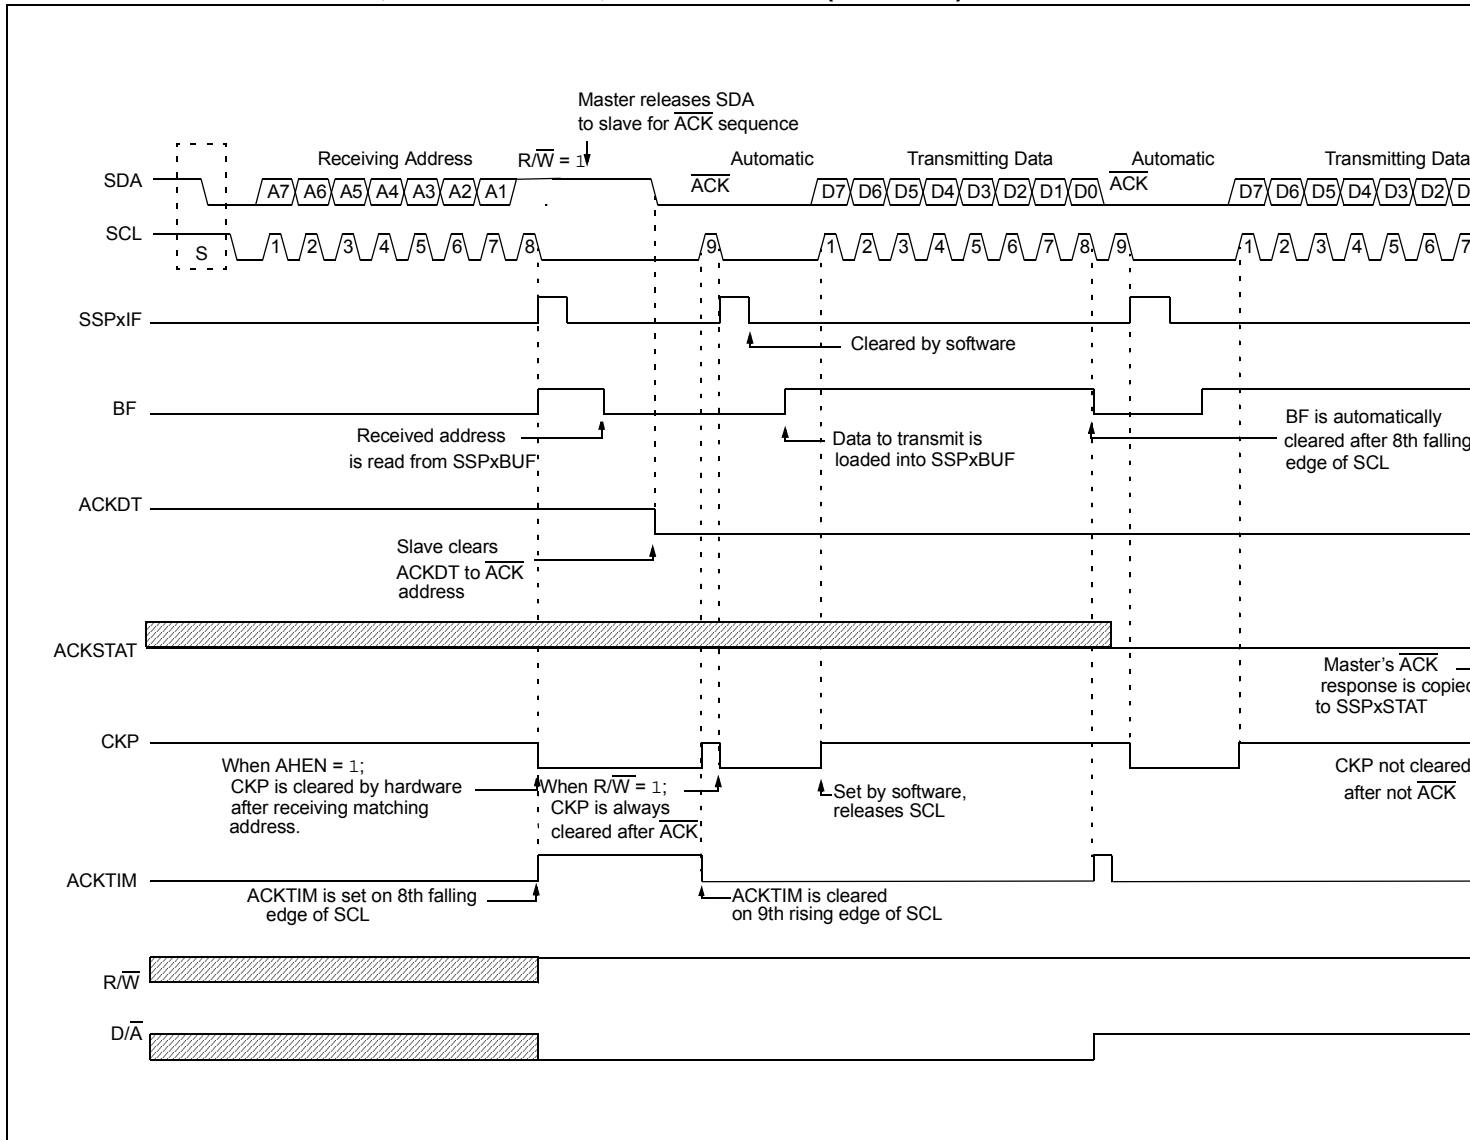 Master releases SDA
to slave for ACK sequence
Receiving Address
R/W = 1
Automatic
Transmitting Data
Automatic
Transmitting Data
SDA
A7 A6 A5 A4 A3 A2 A1
ACK
D7 D6 D5 D4 D3 D2 D1 D0
ACK
D7 D6 D5 D4 D3 D2 D
SCL
S
1 2 3 4 5 6 7 8
9
1 2 3 4 5 6 7 8 9
1 2 3 4 5 6 7
SSPxIF
Cleared by software
BF
Received address
is read from SSPxBUF
Data to transmit is
loaded into SSPxBUF
BF is automatically
cleared after 8th falling
edge of SCL
ACKDT
Slave clears
ACKDT to ACK
address
ACKSTAT
Master's ACK
response is copied
to SSPxSTAT
CKP
When AHEN = 1;
CKP is cleared by hardware
after receiving matching
address.
When R/W = 1;
CKP is always
cleared after ACK
Set by software,
releases SCL
CKP not cleared
after not ACK
ACKTIM
ACKTIM is set on 8th falling
edge of SCL
ACKTIM is cleared
on 9th rising edge of SCL
R/W
D/A